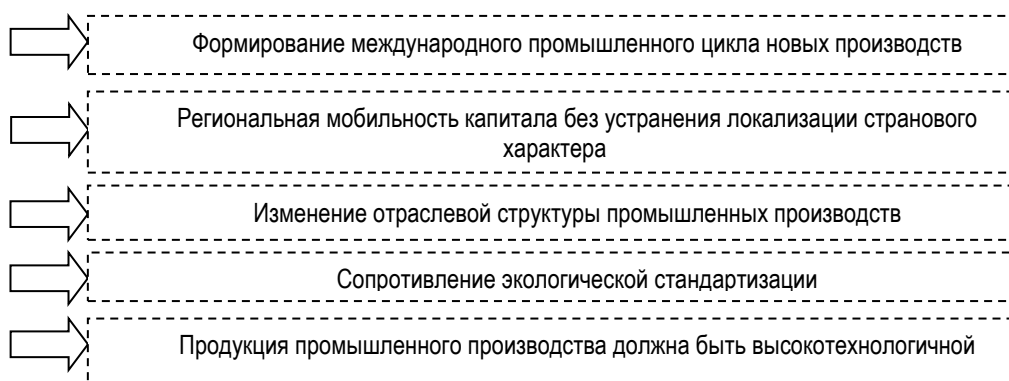 Формирование международного промышленного цикла новых производств
Региональная мобильность капитала без устранения локализации странового
характера
Изменение отраслевой структуры промышленных производств
Сопротивление экологической стандартизации
Продукция промышленного производства должна быть высокотехнологичной